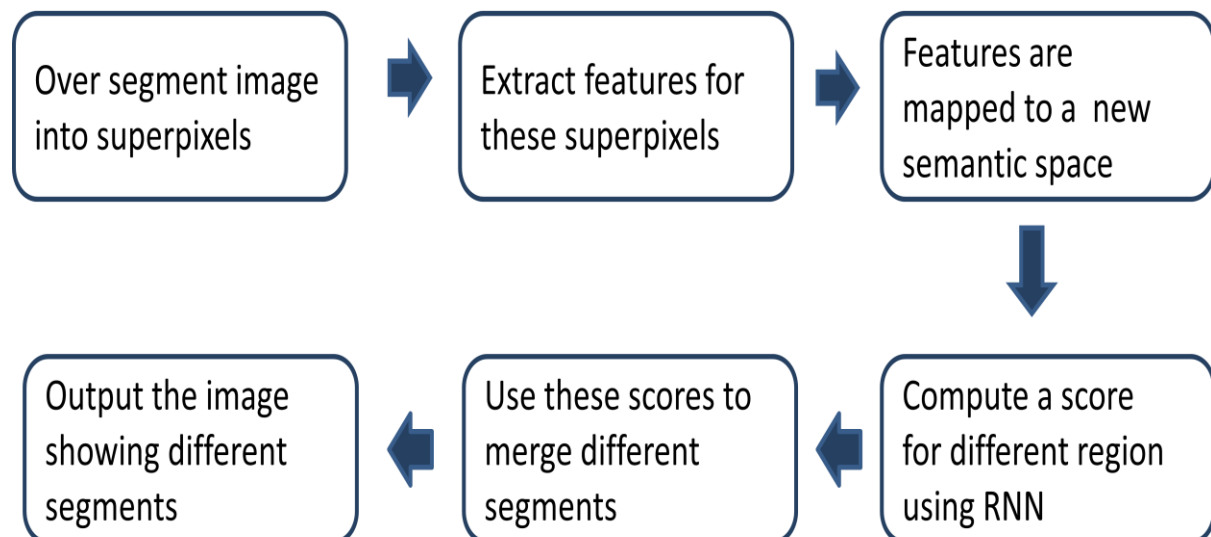 Over segment image
into superpixels
Extract features for
these superpixels
Features are
mapped to a  new
semantic space
Compute a score
for different region
using RNN
Use these scores to
merge different
segments
Output the image
showing different
segments